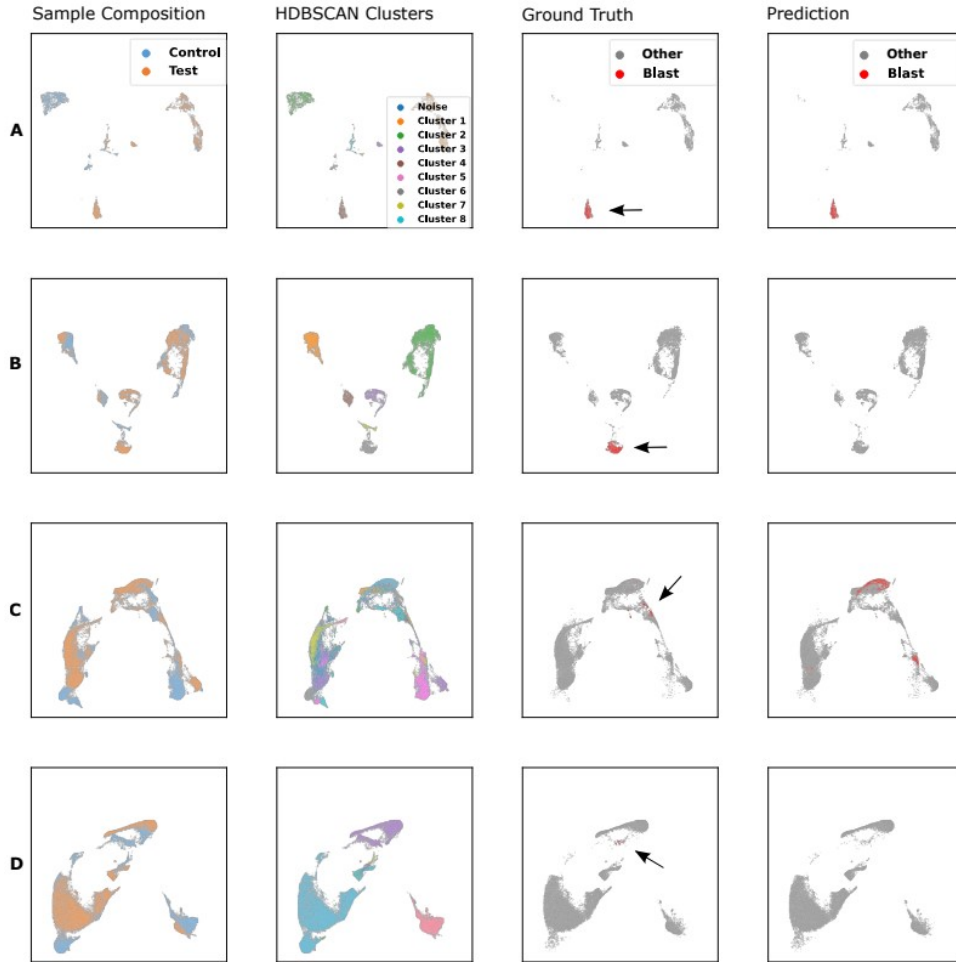 Sample Composition HDBSCAN Clusters Ground Truth Prediction
A
Control
Test
Noise
Cluster 1
Cluster 2
Cluster 3
Cluster 4
Cluster 5
Cluster 6
Cluster 7
Cluster 8
Other
Blast
Other
Blast
B
C
D